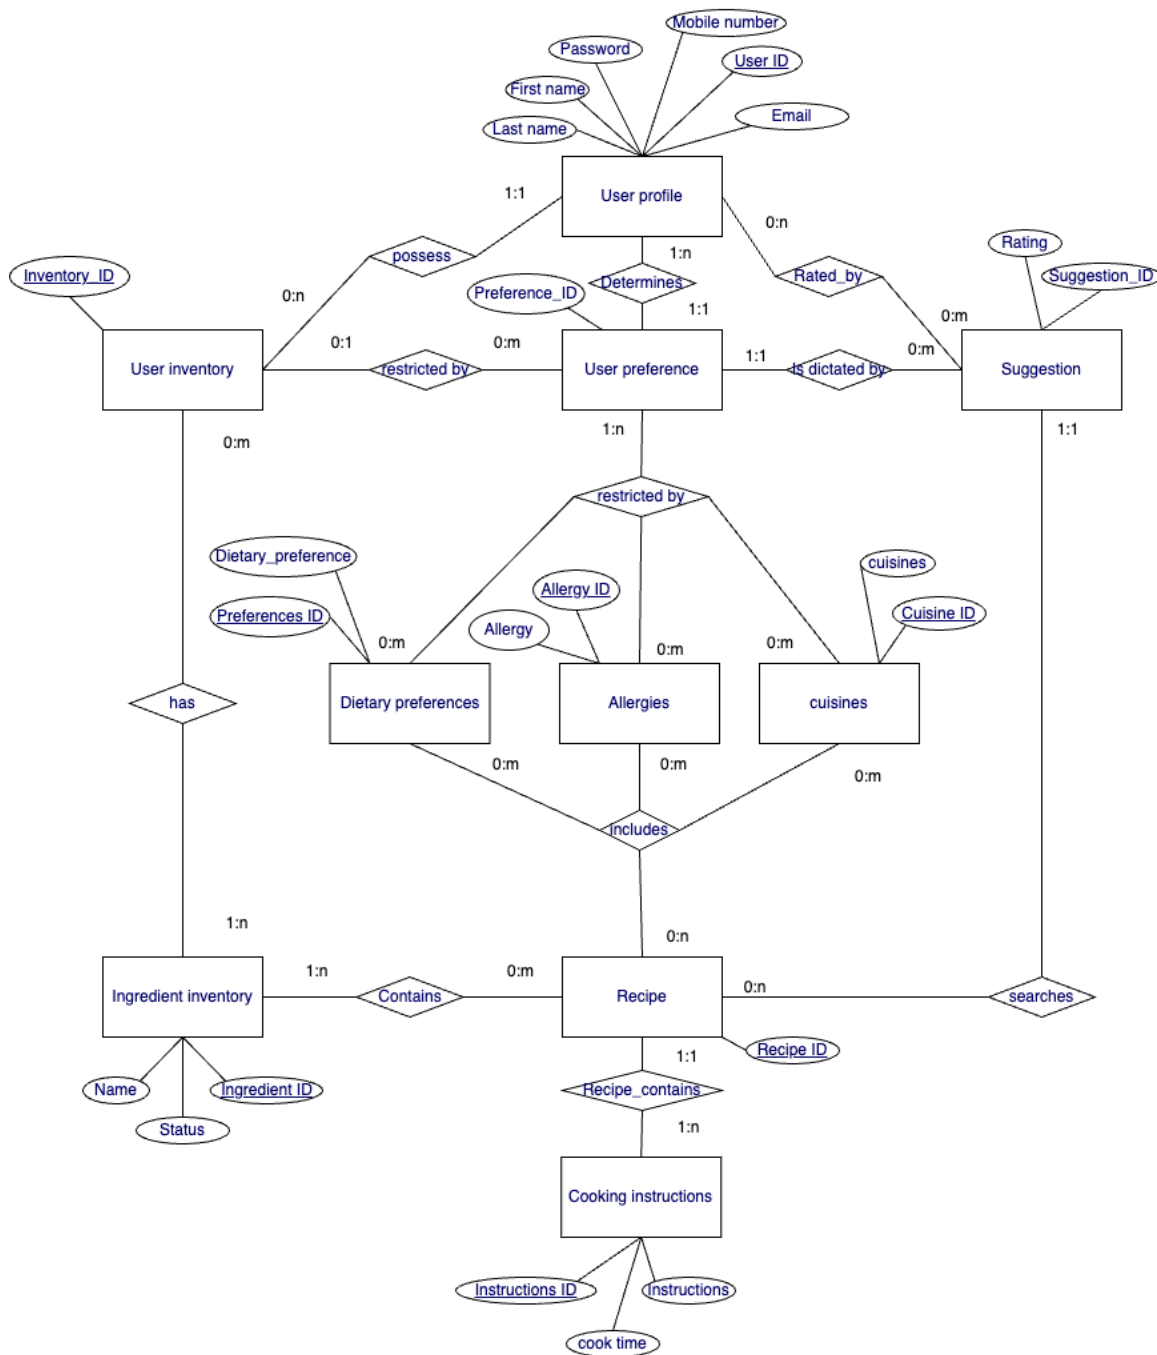 Mobile number
Password
User ID
First name
Email
Last name
User profile
1:1
0:n
possess
1:n
Rating
Inventory_ID
Determines
Rated_by
Suggestion_ID
Preference_ID
0:n
1:1
0:m
0:1
0:m
1:1
0:m
User inventory
restricted by
User preference
Is dictated by
Suggestion
0:m
1:n
1:1
restricted by
Dietary_preference
cuisines
Allergy ID
Preferences ID
Allergy
Cuisine ID
0:m
0:m
0:m
Dietary preferences
Allergies
cuisines
has
0:m
0:m
0:m
includes
1:n
0:n
1:n
0:m
0:n
Ingredient inventory
Contains
Recipe
searches
1:1
Recipe ID
Name
Ingredient ID
Recipe_contains
Status
1:n
Cooking instructions
Instructions ID
Instructions
cook time